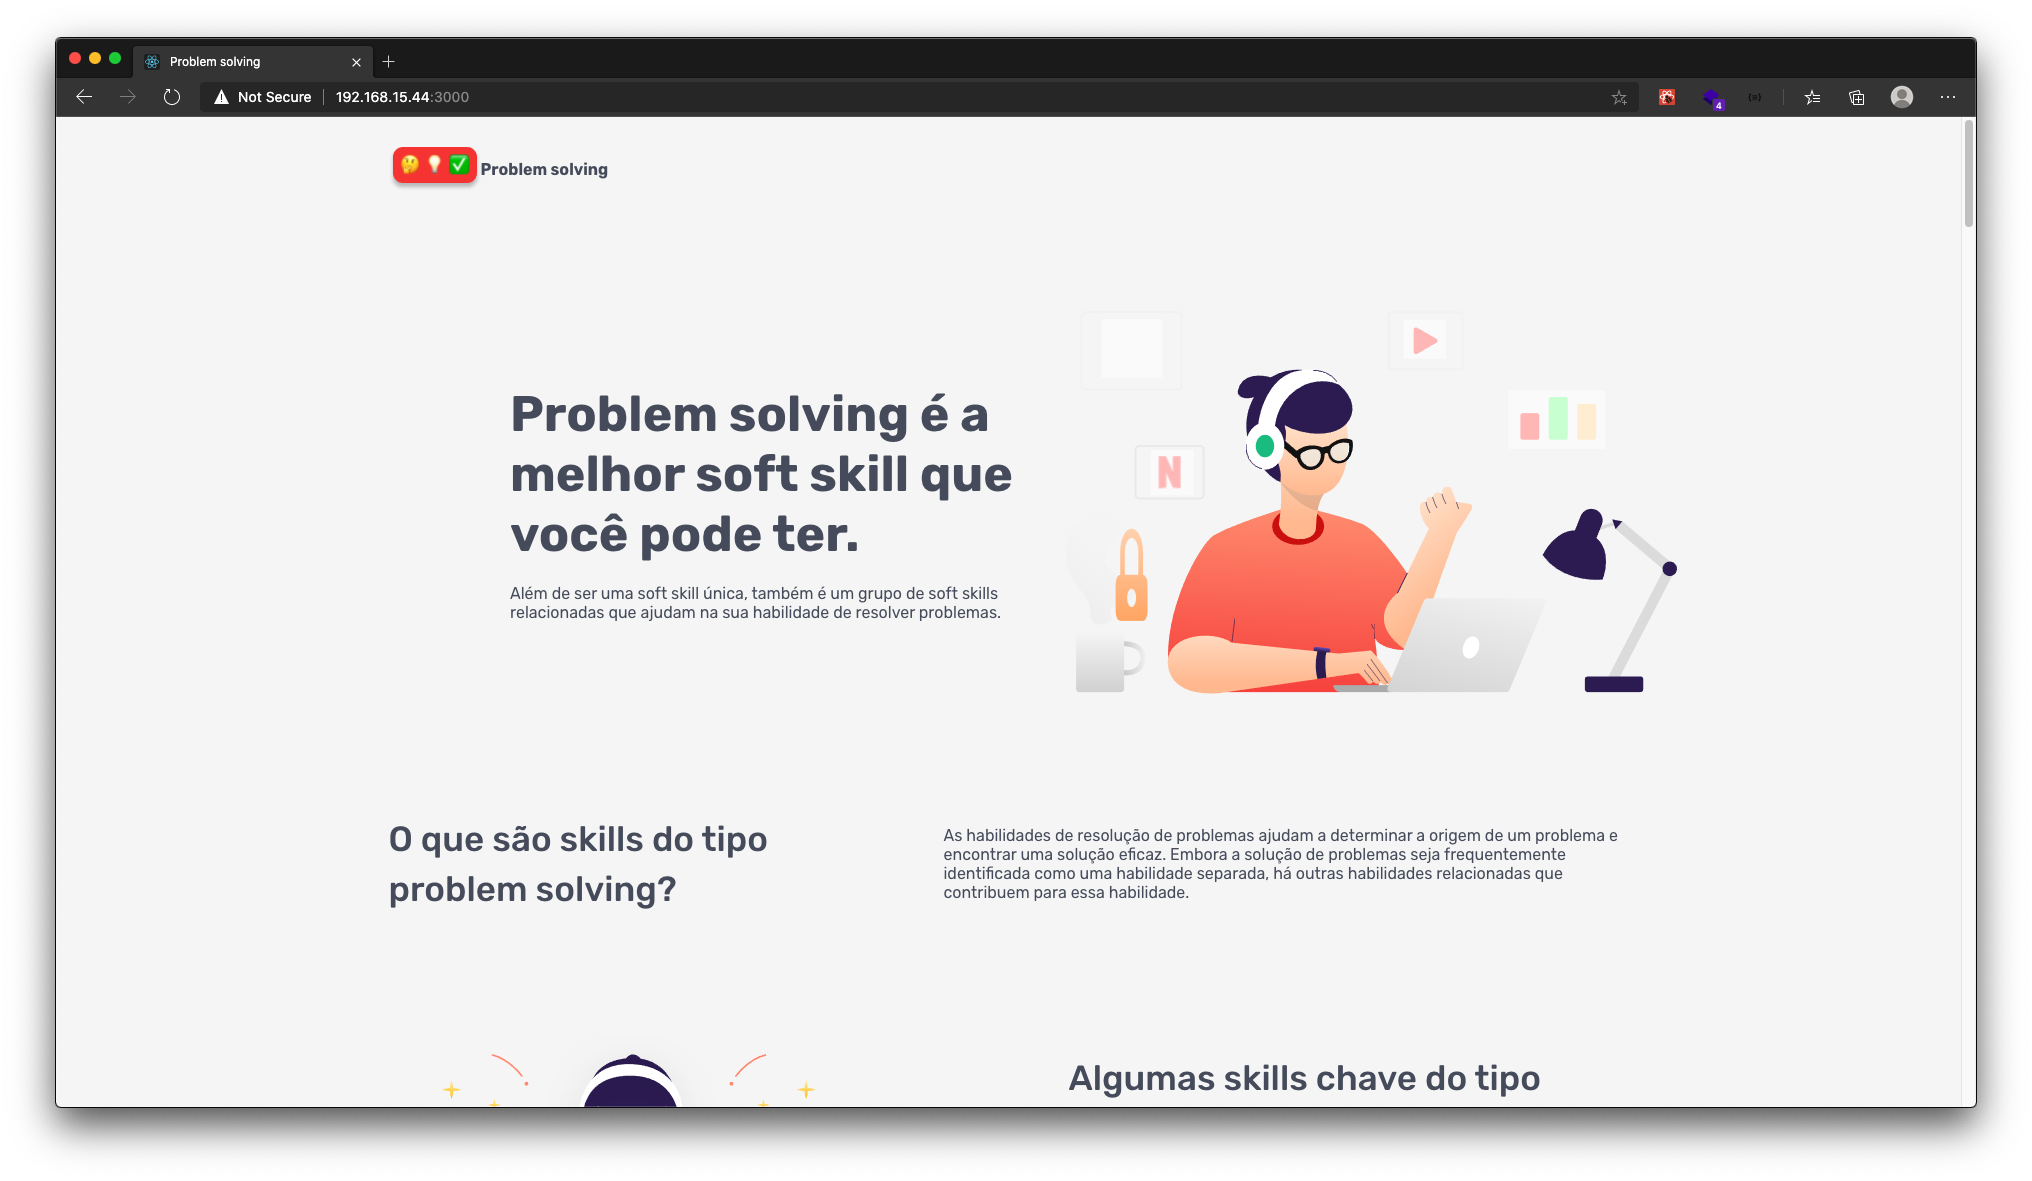 Problem solving
Not Secure
192.168.15.44:3000
4
Problem solving
Problem solving é a
melhor soft skill que
você pode ter.
Além de ser uma soft skill única, também é um grupo de soft skills
relacionadas que ajudam na sua habilidade de resolver problemas.
N
O que são skills do tipo
problem solving?
As habilidades de resolução de problemas ajudam a determinar a origem de um problema e
encontrar uma solução eficaz. Embora a solução de problemas seja frequentemente
identificada como uma habilidade separada, há outras habilidades relacionadas que
contribuem para essa habilidade.
Algumas skills chave do tipo